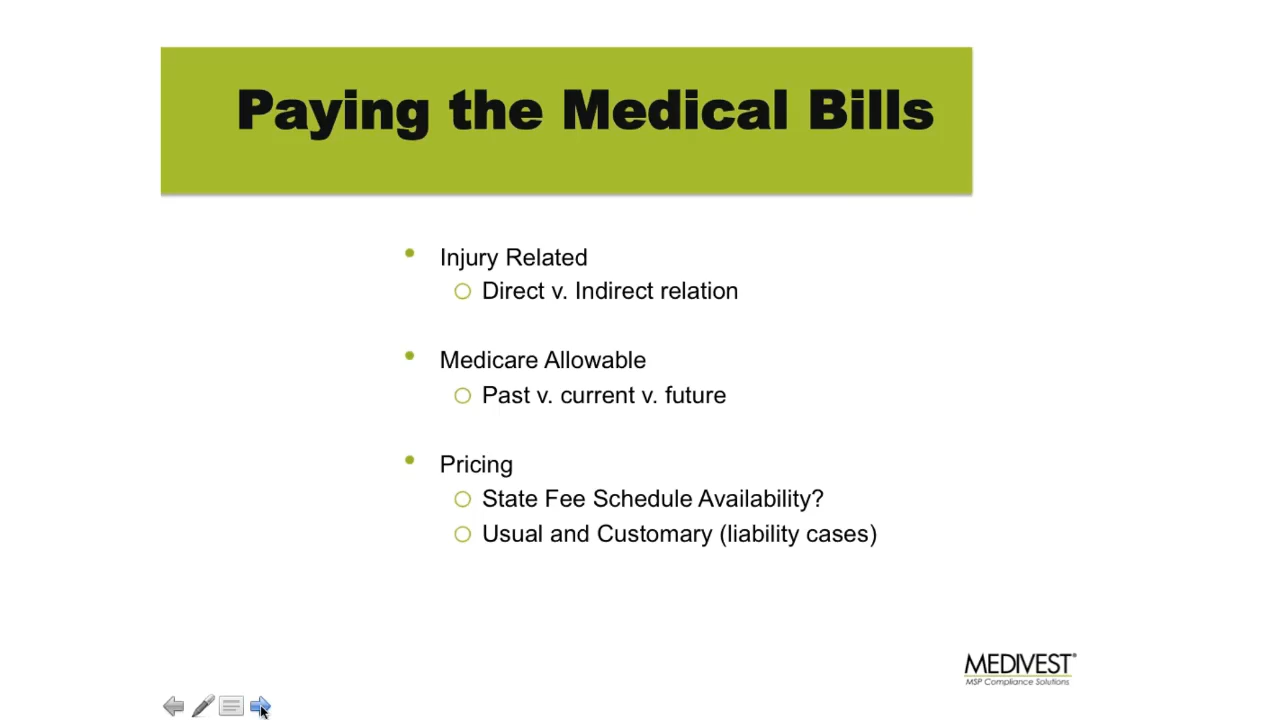 Paying the Medical Bills
Injury Related
Direct v. Indirect relation
Medicare Allowable
Past v. current v. future
Pricing
State Fee Schedule Availability?
Usual and Customary (liability cases)
MEDIVEST®
MSP Compliance Solutions